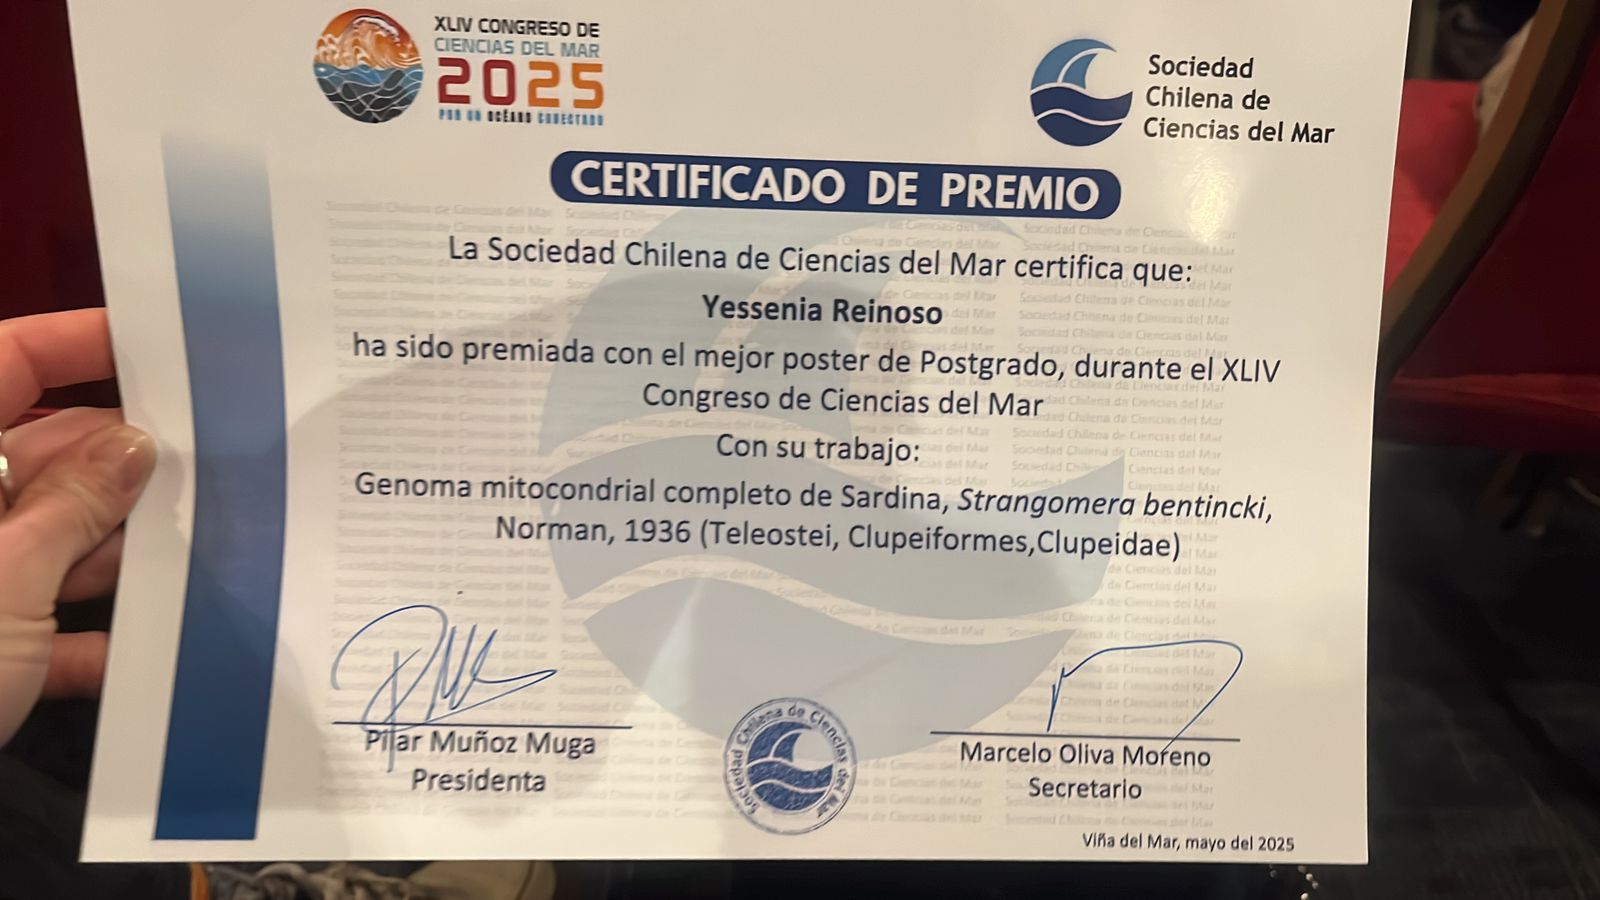 XLIV CONGRESO DE
CIENCIAS DEL MAR
2025
POR UN OCÉANO CONECTADO
Sociedad
Chilena de
Ciencias del Mar
CERTIFICADO DE PREMIO
La Sociedad Chilena de Ciencias del Mar certifica que:
Yessenia Reinoso
ha sido premiada con el mejor poster de Postgrado, durante el XLIV
Congreso de Ciencias del Mar
Con su trabajo:
Genoma mitocondrial completo de Sardina, Strangomera bentincki,
Norman, 1936 (Teleostei, Clupeiformes,Clupeidae)
Pilar Muñoz Muga
Presidenta
Sociedad Chilena de Ciencias del Mar
Marcelo Oliva Moreno
Secretario
Viña del Mar, mayo del 2025